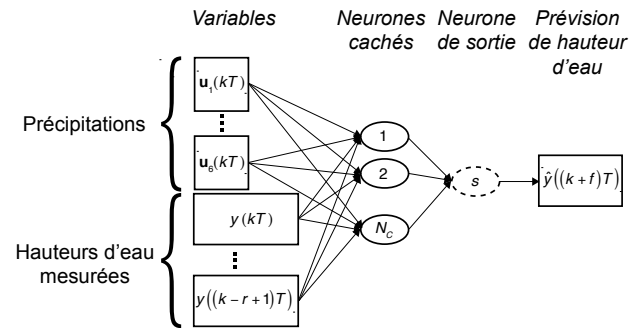 Variables
Neurones
cachés
Neurone
de sortie
Prévision
de hauteur
d'eau
Précipitations
u₁(kT)
u₆(kT)
Hauteurs d'eau
mesurées
y(kT)
y((k − r + 1)T)
1
2
N_C
s
ŷ((k + f)T)